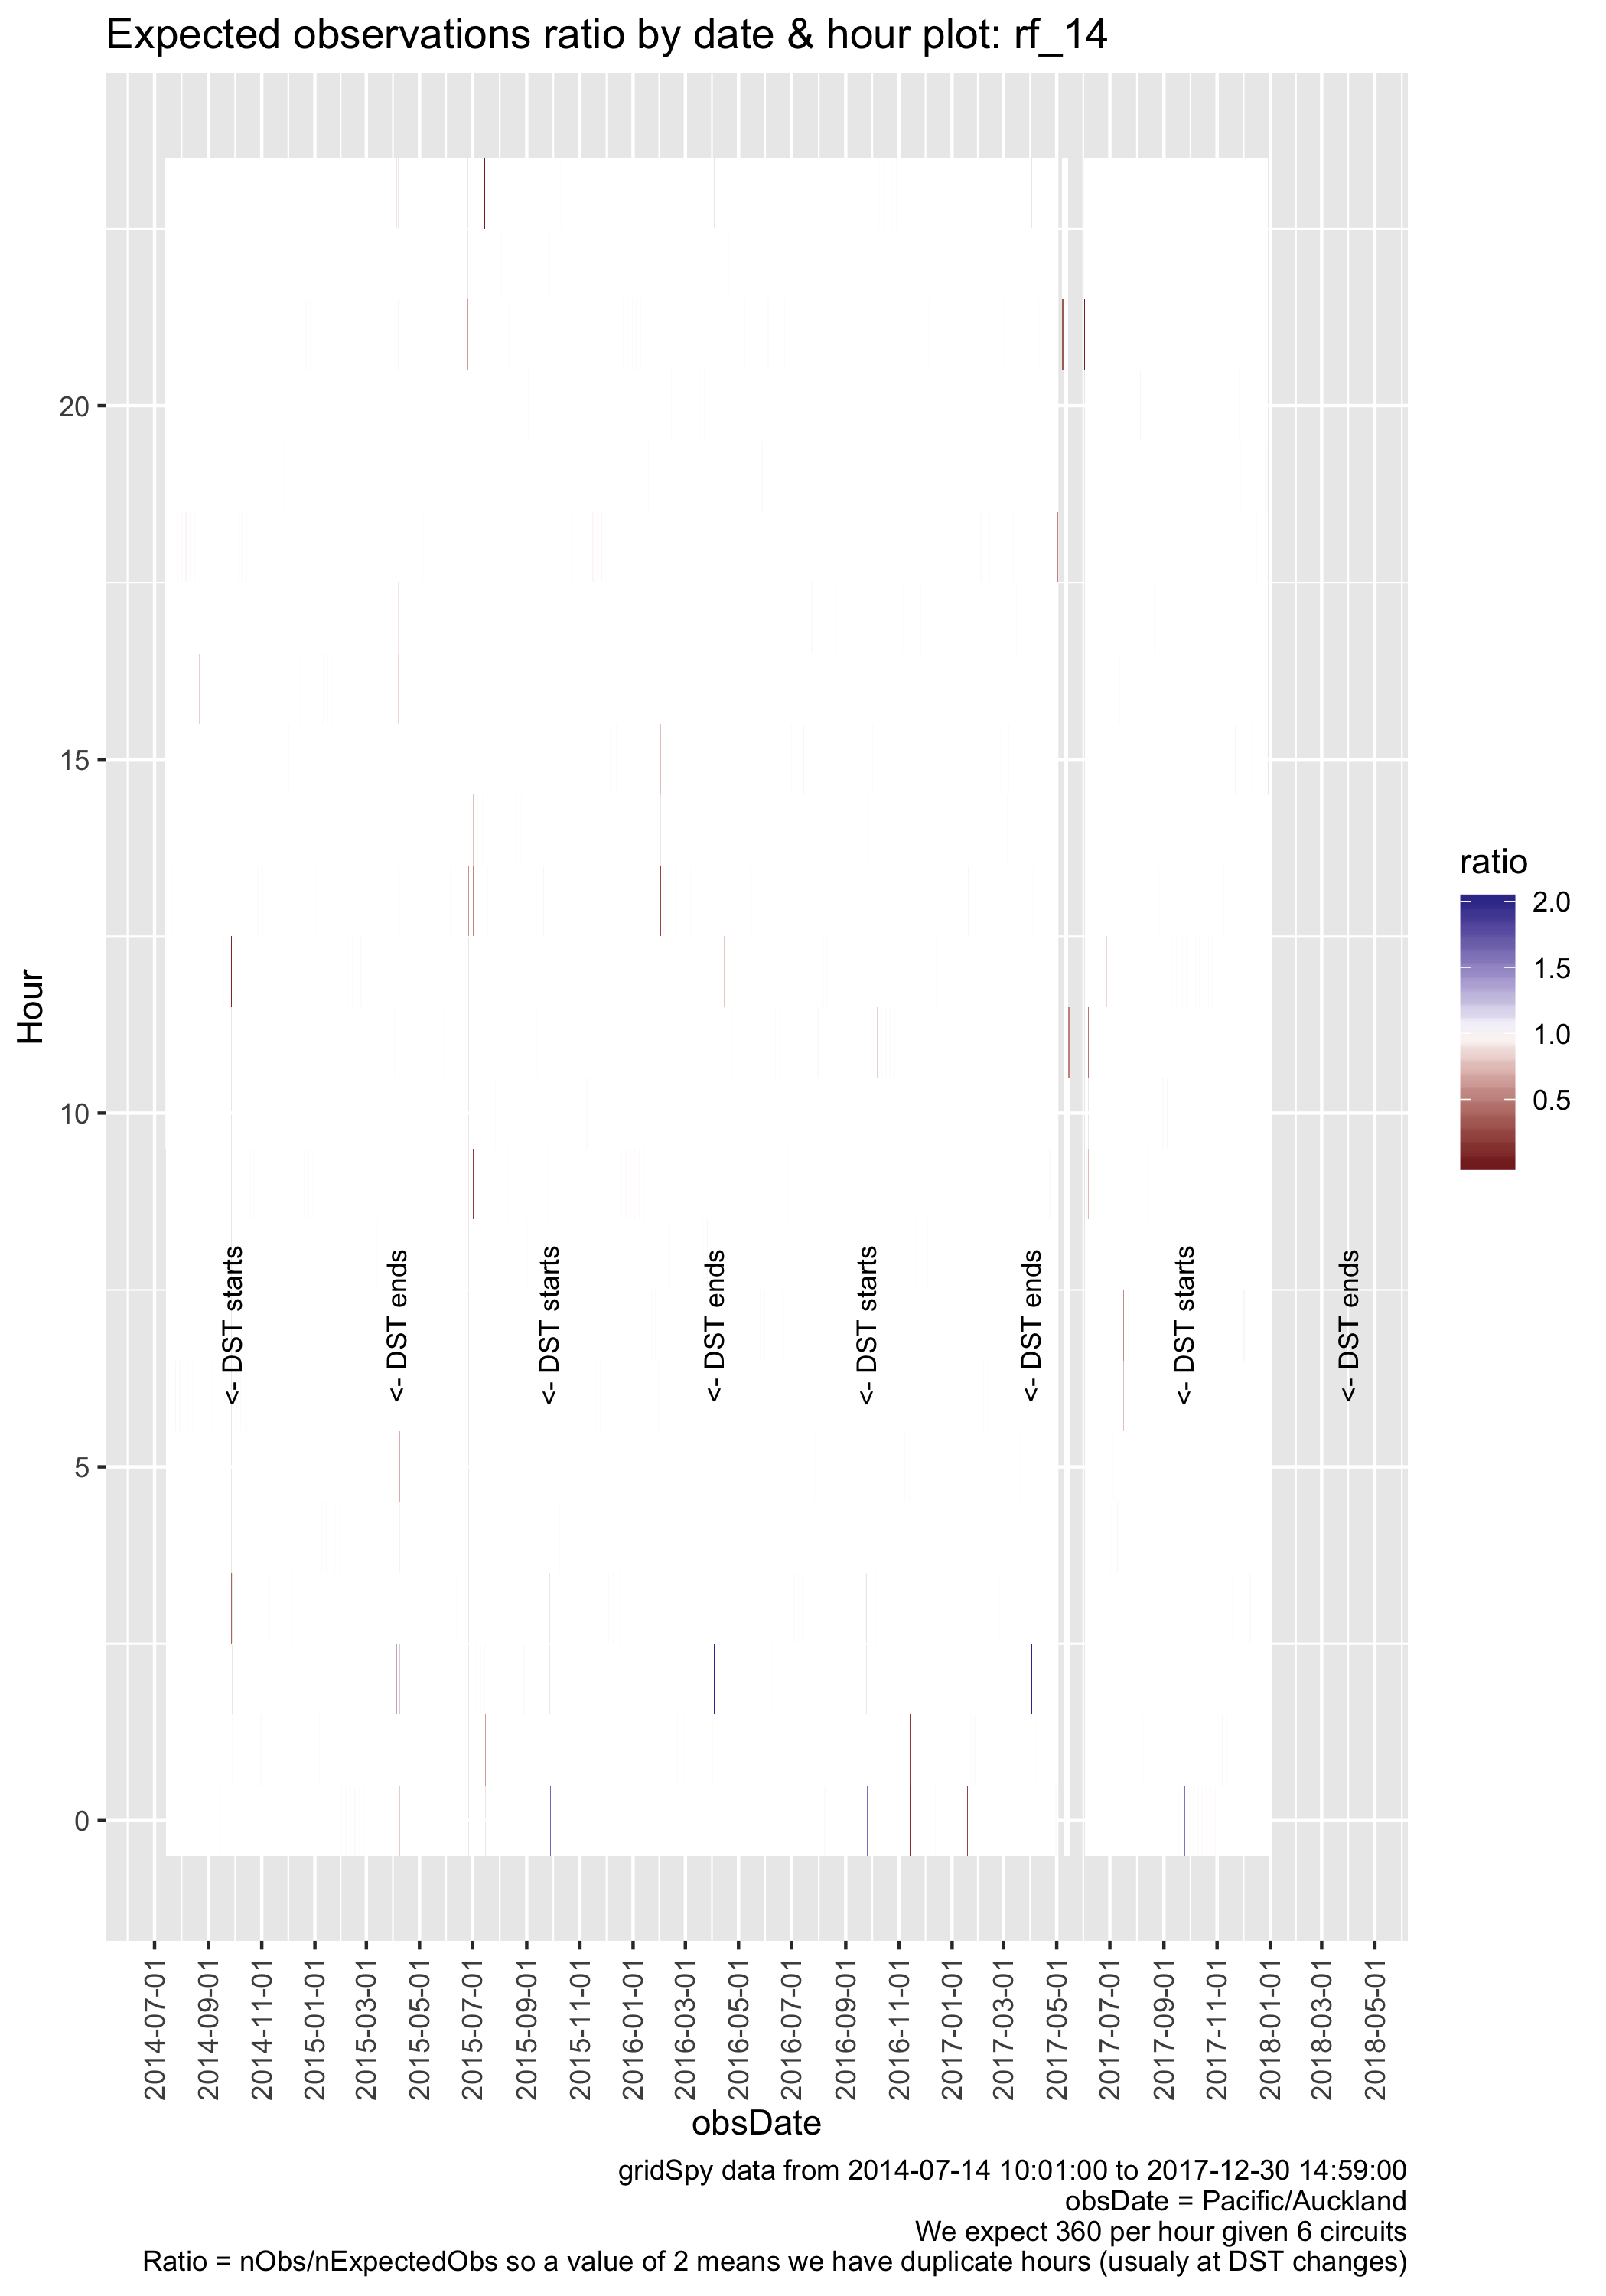 Expected observations ratio by date & hour plot: rf_14
Hour
20
15
10
5
0
<- DST starts
<- DST ends
<- DST starts
<- DST ends
<- DST starts
<- DST ends
<- DST starts
<- DST ends
ratio
2.0
1.5
1.0
0.5
2014-07-01
2014-09-01
2014-11-01
2015-01-01
2015-03-01
2015-05-01
2015-07-01
2015-09-01
2015-11-01
2016-01-01
2016-03-01
2016-05-01
2016-07-01
2016-09-01
2016-11-01
2017-01-01
2017-03-01
2017-05-01
2017-07-01
2017-09-01
2017-11-01
2018-01-01
2018-03-01
2018-05-01
obsDate
gridSpy data from 2014-07-14 10:01:00 to 2017-12-30 14:59:00
obsDate = Pacific/Auckland
We expect 360 per hour given 6 circuits
Ratio = nObs/nExpectedObs so a value of 2 means we have duplicate hours (usualy at DST changes)